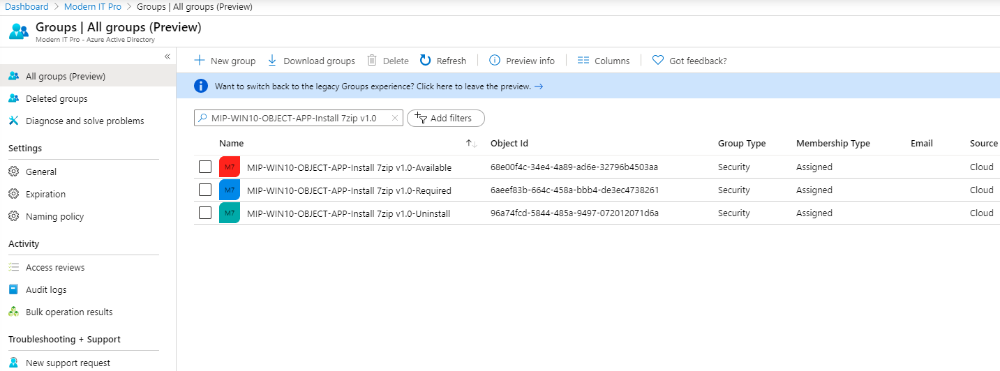 Dashboard > Modern IT Pro > Groups | All groups (Preview)
Groups | All groups (Preview)
Modern IT Pro - Azure Active Directory
«
All groups (Preview)
Deleted groups
Diagnose and solve problems
Settings
General
Expiration
Naming policy
Activity
Access reviews
Audit logs
Bulk operation results
Troubleshooting + Support
New support request
New group Download groups Delete Refresh Preview info Columns Got feedback?
Want to switch back to the legacy Groups experience? Click here to leave the preview. →
MIP-WIN10-OBJECT-APP-Install 7zip v1.0 × Add filters
Name ↑↓ Object Id Group Type Membership Type Email Source
M7 MIP-WIN10-OBJECT-APP-Install 7zip v1.0-Available 68e00f4c-34e4-4a89-ad6e-32796b4503aa Security Assigned Cloud
M7 MIP-WIN10-OBJECT-APP-Install 7zip v1.0-Required 6aeef83b-664c-458a-bbb4-de3ec4738261 Security Assigned Cloud
M7 MIP-WIN10-OBJECT-APP-Install 7zip v1.0-Uninstall 96a74fcd-5844-485a-9497-072012071d6a Security Assigned Cloud